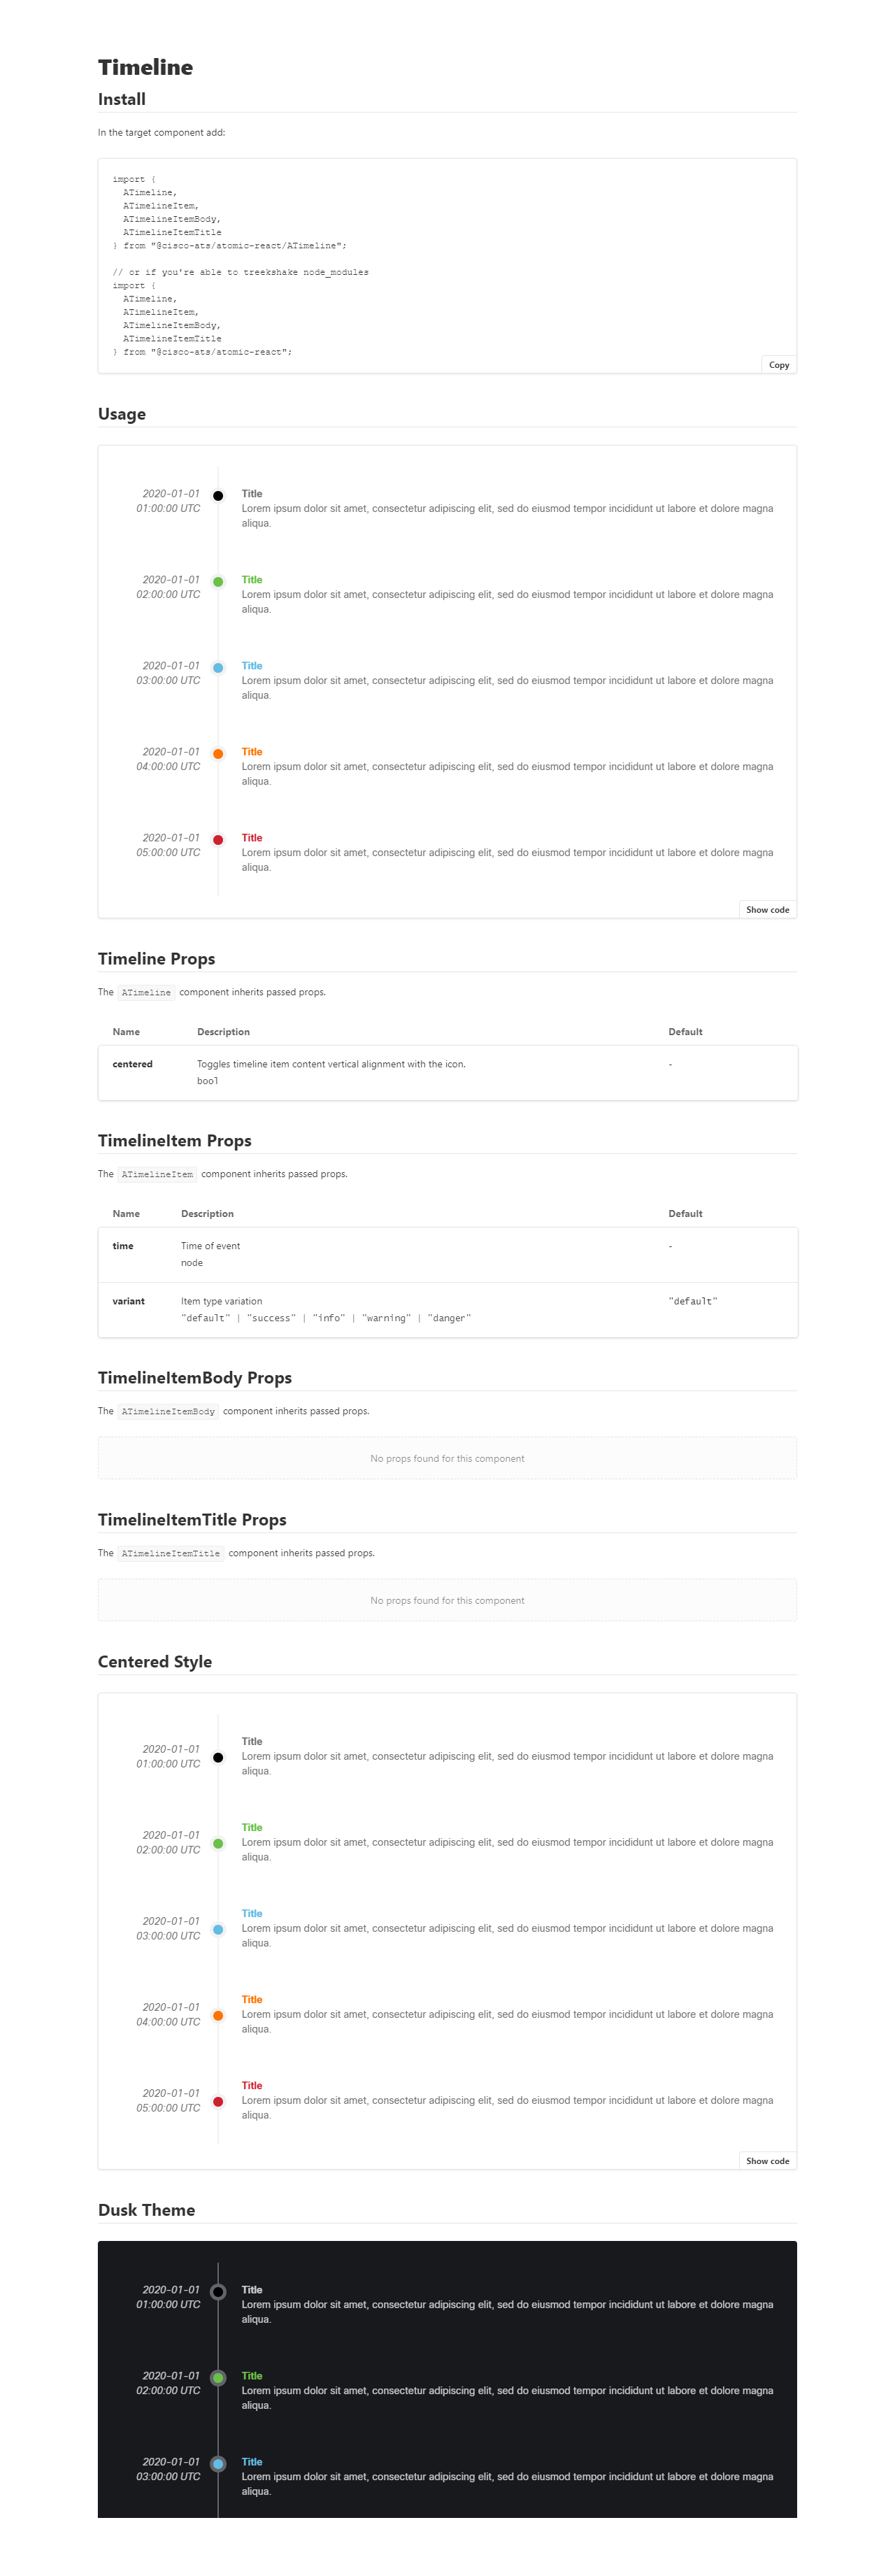 Timeline
Install
In the target component add:
import {
  ATimeline,
  ATimelineItem,
  ATimelineItemBody,
  ATimelineItemTitle
} from "@cisco-ats/atomic-react/ATimeline";
// or if you're able to treekshake node_modules
import {
  ATimeline,
  ATimelineItem,
  ATimelineItemBody,
  ATimelineItemTitle
} from "@cisco-ats/atomic-react";
Copy
Usage
2020-01-01
01:00:00 UTC
Title
Lorem ipsum dolor sit amet, consectetur adipiscing elit, sed do eiusmod tempor incididunt ut labore et dolore magna
aliqua.
2020-01-01
02:00:00 UTC
Title
Lorem ipsum dolor sit amet, consectetur adipiscing elit, sed do eiusmod tempor incididunt ut labore et dolore magna
aliqua.
2020-01-01
03:00:00 UTC
Title
Lorem ipsum dolor sit amet, consectetur adipiscing elit, sed do eiusmod tempor incididunt ut labore et dolore magna
aliqua.
2020-01-01
04:00:00 UTC
Title
Lorem ipsum dolor sit amet, consectetur adipiscing elit, sed do eiusmod tempor incididunt ut labore et dolore magna
aliqua.
2020-01-01
05:00:00 UTC
Title
Lorem ipsum dolor sit amet, consectetur adipiscing elit, sed do eiusmod tempor incididunt ut labore et dolore magna
aliqua.
Show code
Timeline Props
The ATimeline component inherits passed props.
Name Description Default
centered Toggles timeline item content vertical alignment with the icon. -
bool
TimelineItem Props
The ATimelineItem component inherits passed props.
Name Description Default
time Time of event -
node
variant Item type variation "default"
"default" | "success" | "info" | "warning" | "danger"
TimelineItemBody Props
The ATimelineItemBody component inherits passed props.
No props found for this component
TimelineItemTitle Props
The ATimelineItemTitle component inherits passed props.
No props found for this component
Centered Style
2020-01-01
01:00:00 UTC
Title
Lorem ipsum dolor sit amet, consectetur adipiscing elit, sed do eiusmod tempor incididunt ut labore et dolore magna
aliqua.
2020-01-01
02:00:00 UTC
Title
Lorem ipsum dolor sit amet, consectetur adipiscing elit, sed do eiusmod tempor incididunt ut labore et dolore magna
aliqua.
2020-01-01
03:00:00 UTC
Title
Lorem ipsum dolor sit amet, consectetur adipiscing elit, sed do eiusmod tempor incididunt ut labore et dolore magna
aliqua.
2020-01-01
04:00:00 UTC
Title
Lorem ipsum dolor sit amet, consectetur adipiscing elit, sed do eiusmod tempor incididunt ut labore et dolore magna
aliqua.
2020-01-01
05:00:00 UTC
Title
Lorem ipsum dolor sit amet, consectetur adipiscing elit, sed do eiusmod tempor incididunt ut labore et dolore magna
aliqua.
Show code
Dusk Theme
2020-01-01
01:00:00 UTC
Title
Lorem ipsum dolor sit amet, consectetur adipiscing elit, sed do eiusmod tempor incididunt ut labore et dolore magna
aliqua.
2020-01-01
02:00:00 UTC
Title
Lorem ipsum dolor sit amet, consectetur adipiscing elit, sed do eiusmod tempor incididunt ut labore et dolore magna
aliqua.
2020-01-01
03:00:00 UTC
Title
Lorem ipsum dolor sit amet, consectetur adipiscing elit, sed do eiusmod tempor incididunt ut labore et dolore magna
aliqua.